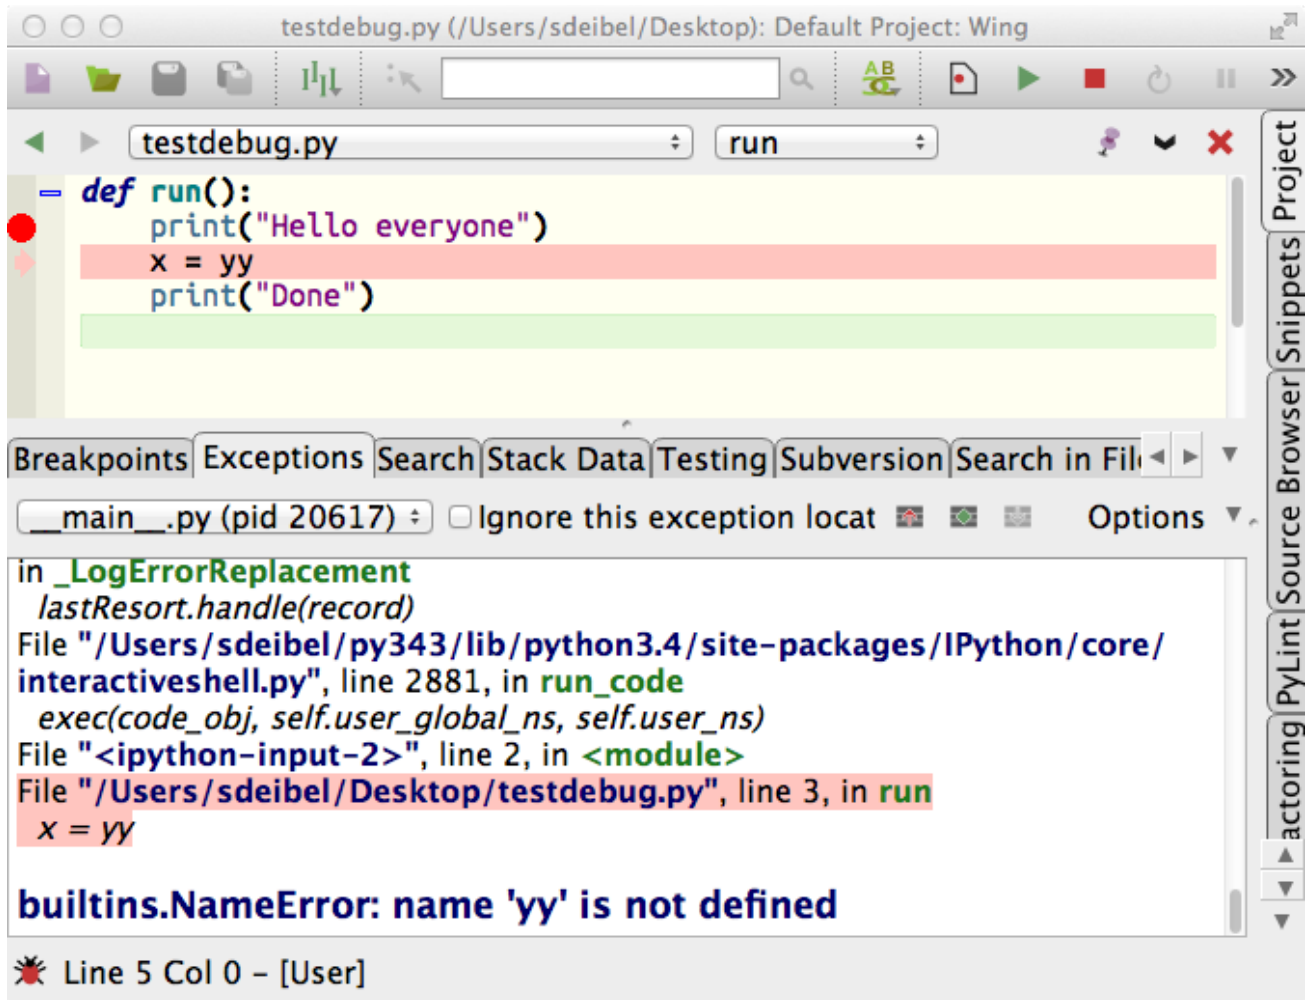 testdebug.py (/Users/sdeibel/Desktop): Default Project: Wing
AB
testdebug.py
run
def run():
print("Hello everyone")
x = yy
print("Done")
Breakpoints Exceptions Search Stack Data Testing Subversion Search in Fil
__main__.py (pid 20617) Ignore this exception locat Options
in _LogErrorReplacement
lastResort.handle(record)
File "/Users/sdeibel/py343/lib/python3.4/site-packages/IPython/core/
interactiveshell.py", line 2881, in run_code
exec(code_obj, self.user_global_ns, self.user_ns)
File "<ipython-input-2>", line 2, in <module>
File "/Users/sdeibel/Desktop/testdebug.py", line 3, in run
x = yy
builtins.NameError: name 'yy' is not defined
Line 5 Col 0 – [User]
Project
Snippets
Source Browser
PyLint
actoring